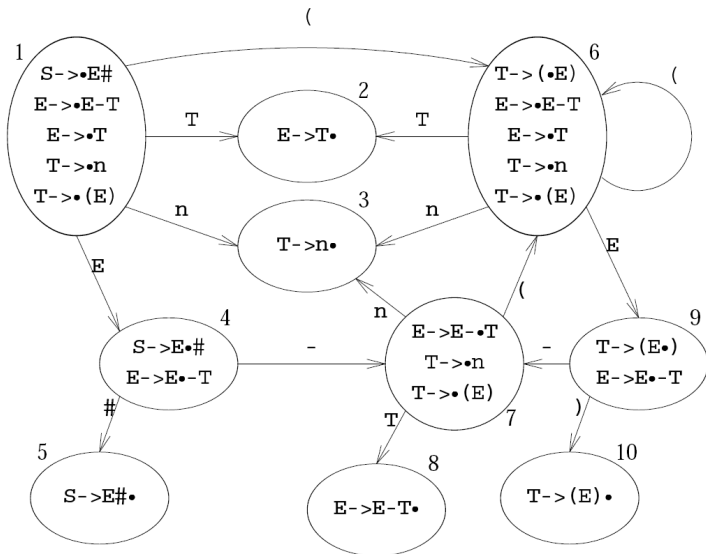 (
1
S->•E#
E->•E-T
E->•T
T->•n
T->•(E)
6
T->(•E)
E->•E-T
E->•T
T->•n
T->•(E)
(
2
E->T•
T
T
3
T->n•
n
n
E
E
4
S->E•#
E->E•-T
-
n
(
E->E-•T
T->•n
T->•(E)
7
-
9
T->(E•)
E->E•-T
#
T
)
5
S->E#•
8
E->E-T•
10
T->(E)•